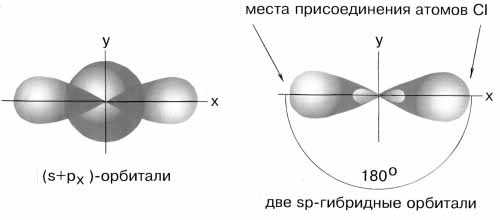 места присоединения атомов Cl
y
x
(s+pₓ)-орбитали
y
x
180°
две sp-гибридные орбитали